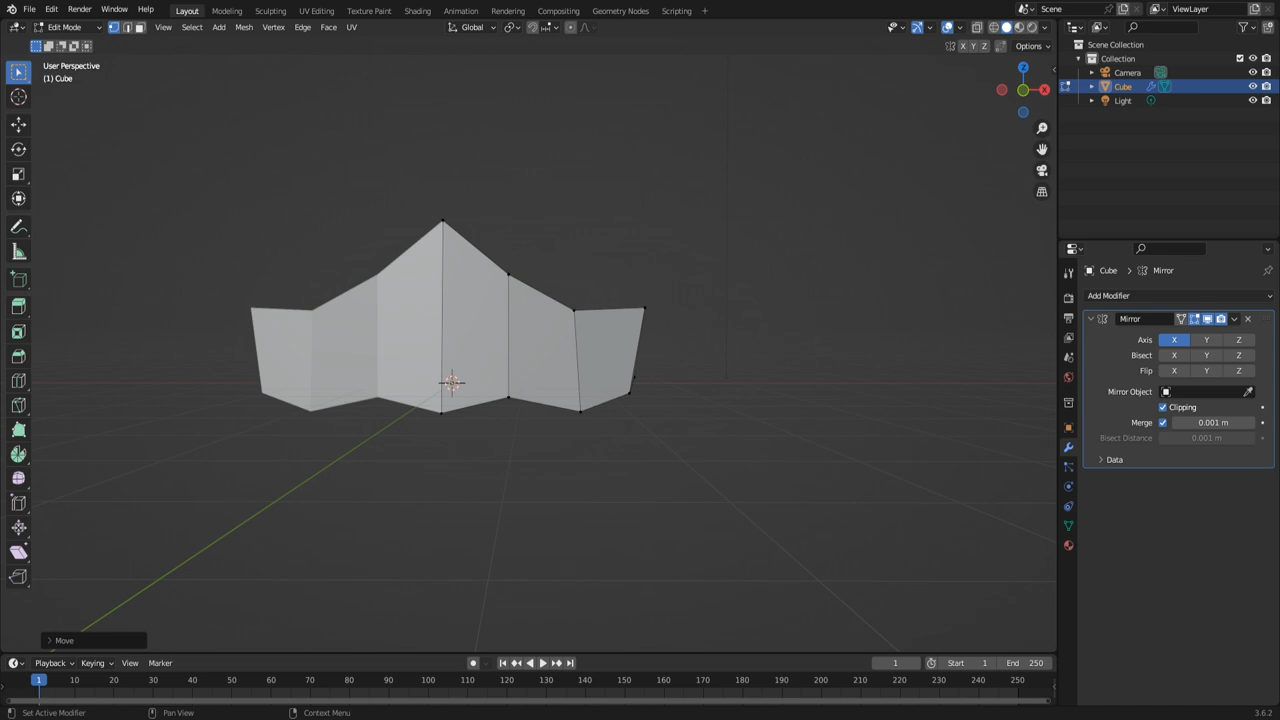 File Edit Render Window Help Layout Modeling Sculpting UV Editing Texture Paint Shading Animation Rendering Compositing Geometry Nodes Scripting Scene ViewLayer
Edit Mode View Select Add Mesh Vertex Edge Face UV Global
X Y Z Options
User Perspective
(1) Cube
Z
X
Scene Collection
Collection
Camera
Cube
Light
Cube Mirror
Add Modifier
Mirror
Axis X Y Z
Bisect X Y Z
Flip X Y Z
Mirror Object
Clipping
Merge 0.001 m
Bisect Distance 0.001 m
Data
Move
Playback Keying View Marker 1 Start 1 End 250
1 10 20 30 40 50 60 70 80 90 100 110 120 130 140 150 160 170 180 190 200 210 220 230 240 250
Set Active Modifier Pan View Context Menu 3.6.2